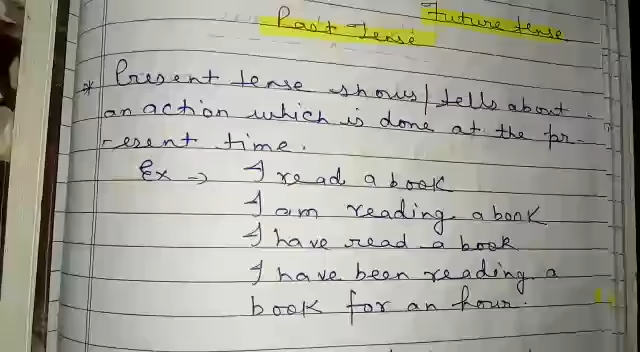 Past Tense Future tense
* Present tense shows/tells about
an action which is done at the pr-
-esent time.
Ex → I read a book
I am reading a book
I have read a book
I have been reading a
book for an hour.